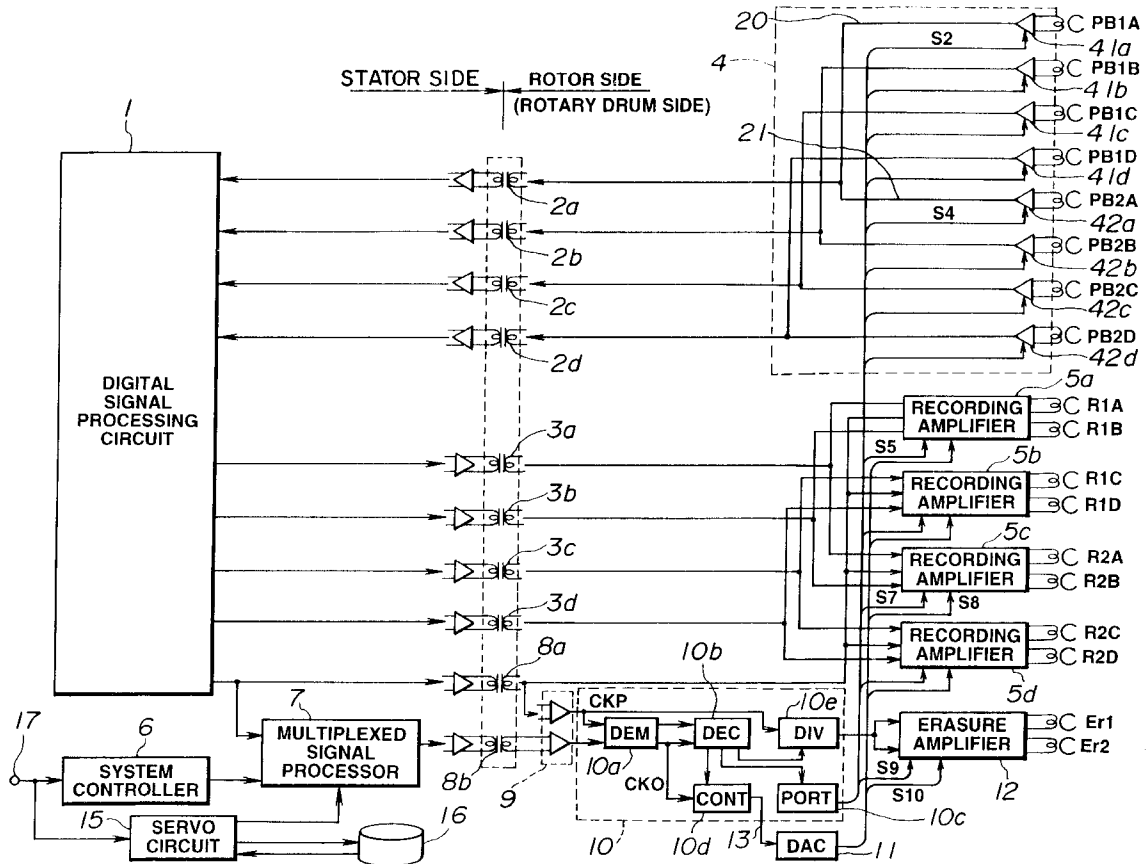 20
PB1A
S2
41a
4
PB1B
41b
STATOR SIDE
ROTOR SIDE
(ROTARY DRUM SIDE)
PB1C
41c
1
21
PB1D
41d
2a
PB2A
S4
42a
2b
PB2B
42b
2c
PB2C
42c
2d
PB2D
42d
DIGITAL
SIGNAL
PROCESSING
CIRCUIT
5a
RECORDING
AMPLIFIER
R1A
R1B
3a
S5
5b
RECORDING
AMPLIFIER
R1C
R1D
3b
5c
3c
RECORDING
AMPLIFIER
R2A
R2B
S7
S8
3d
RECORDING
AMPLIFIER
R2C
R2D
5d
8a
10b
10e
CKP
7
MULTIPLEXED
SIGNAL
PROCESSOR
DEM
DEC
DIV
ERASURE
AMPLIFIER
Er1
Er2
17
6
SYSTEM
CONTROLLER
8b
9
10a
CKO
S9
S10
12
CONT
PORT
15
SERVO
CIRCUIT
16
10
10d
13
10c
DAC
11